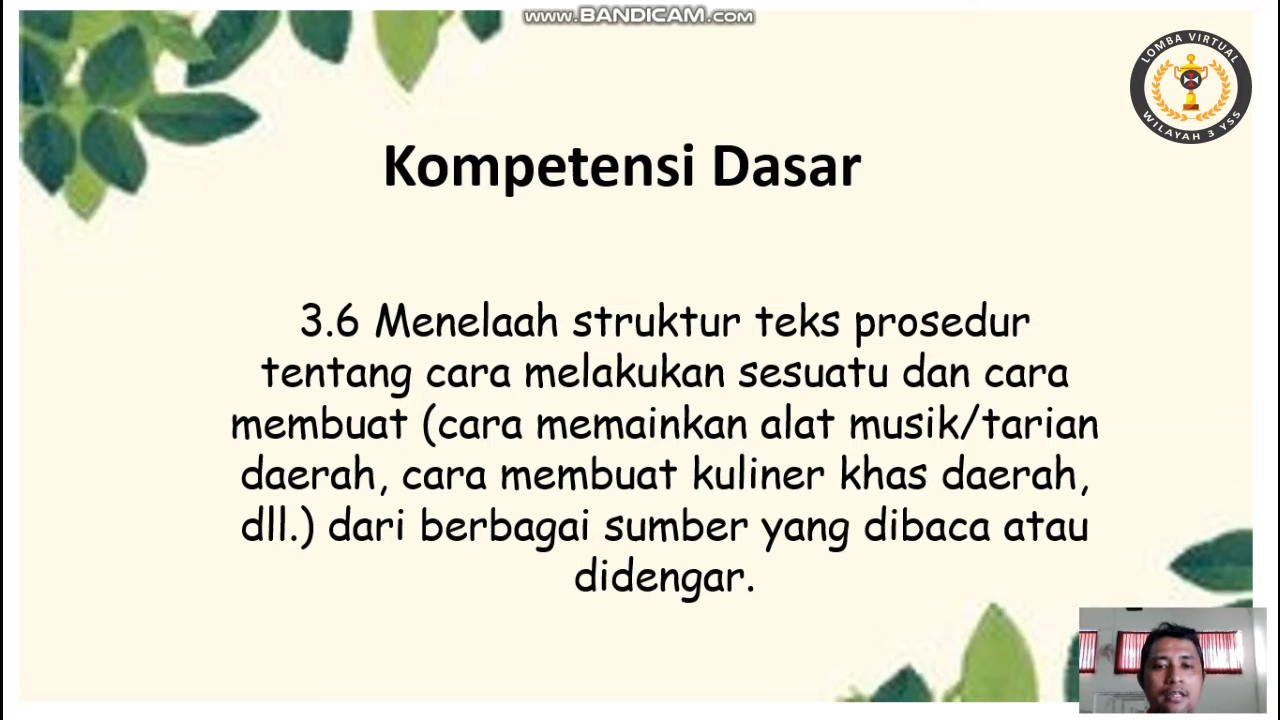 WWW.BANDICAM.COM
LOMBA VIRTUAL
WILAYAH 3 YSS
Kompetensi Dasar
3.6 Menelaah struktur teks prosedur
tentang cara melakukan sesuatu dan cara
membuat (cara memainkan alat musik/tarian
daerah, cara membuat kuliner khas daerah,
dll.) dari berbagai sumber yang dibaca atau
didengar.